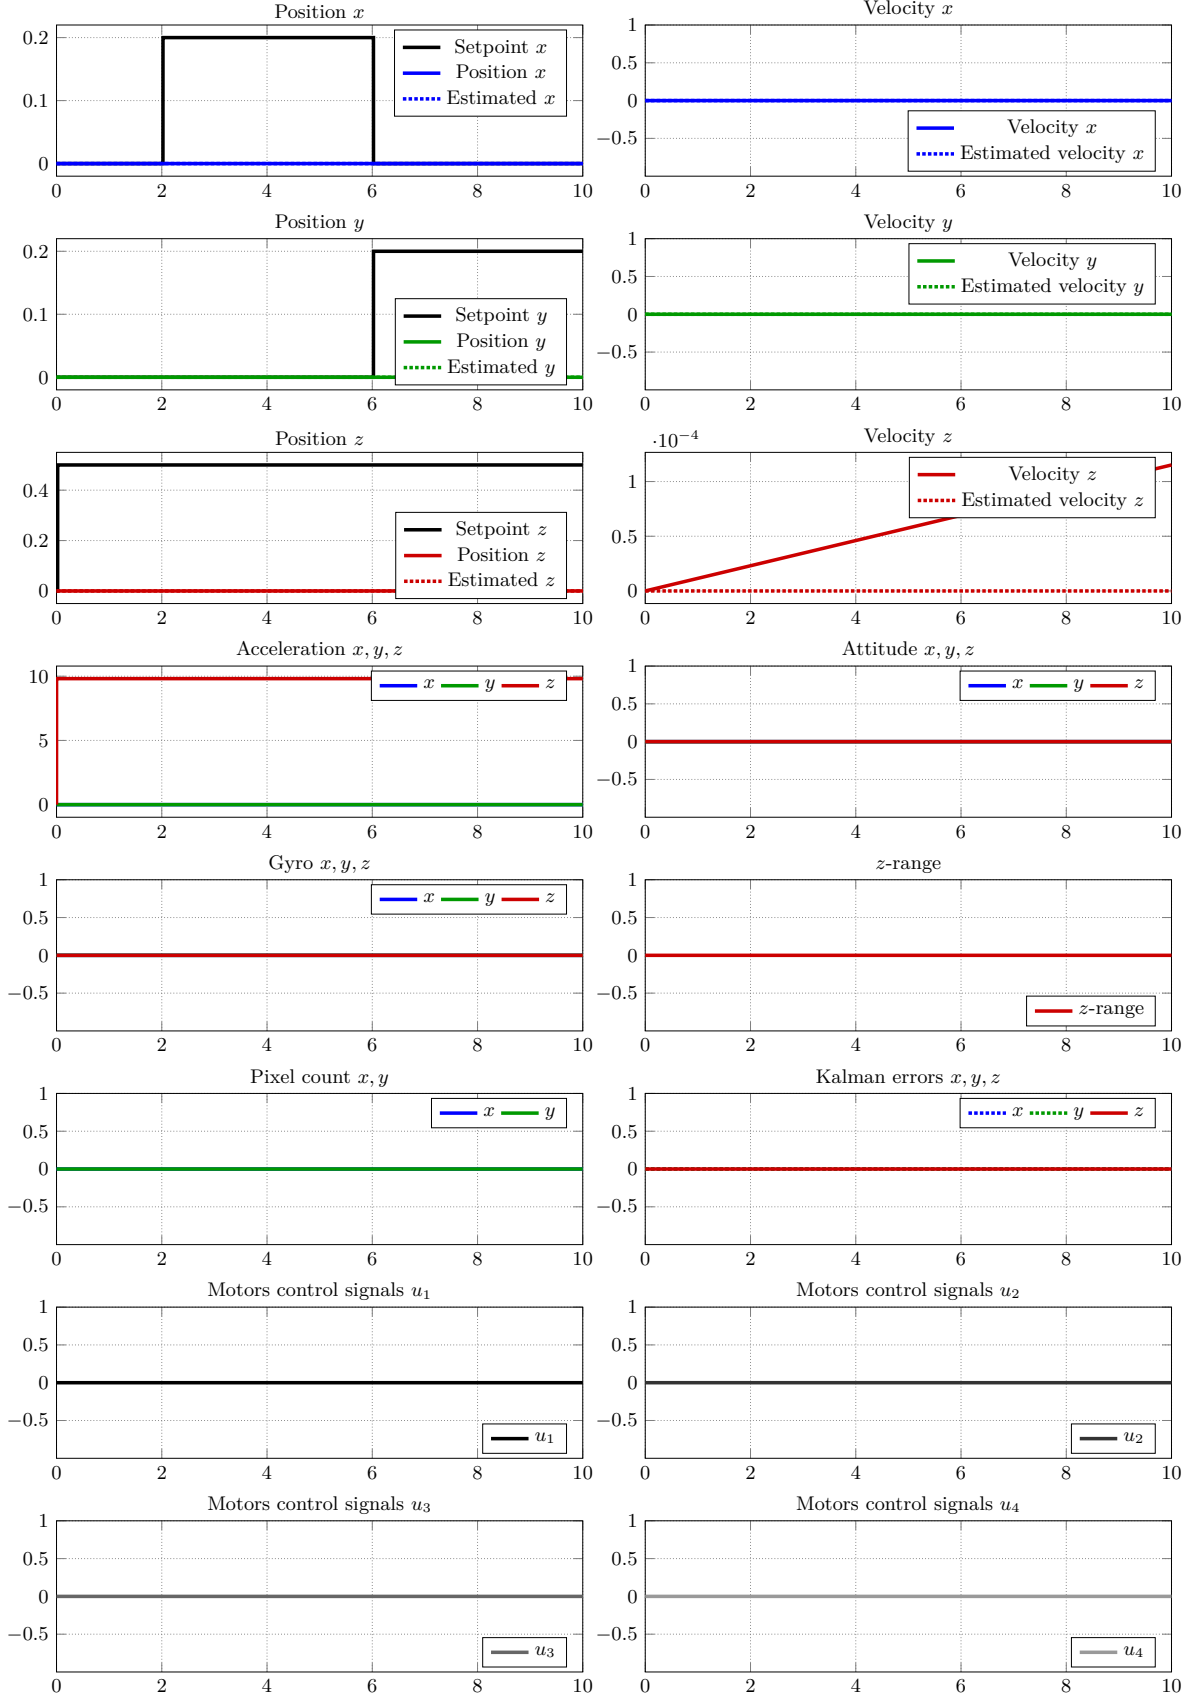 Position x
0.2
0.1
0
0 2 4 6 8 10
Setpoint x
Position x
Estimated x
Velocity x
1
0.5
0
−0.5
0 2 4 6 8 10
Velocity x
Estimated velocity x
Position y
0.2
0.1
0
0 2 4 6 8 10
Setpoint y
Position y
Estimated y
Velocity y
1
0.5
0
−0.5
0 2 4 6 8 10
Velocity y
Estimated velocity y
Position z
0.4
0.2
0
0 2 4 6 8 10
Setpoint z
Position z
Estimated z
Velocity z
·10⁻⁴
1
0.5
0
0 2 4 6 8 10
Velocity z
Estimated velocity z
Acceleration x, y, z
10
5
0
0 2 4 6 8 10
x y z
Attitude x, y, z
1
0.5
0
−0.5
0 2 4 6 8 10
x y z
Gyro x, y, z
1
0.5
0
−0.5
0 2 4 6 8 10
x y z
z-range
1
0.5
0
−0.5
0 2 4 6 8 10
z-range
Pixel count x, y
1
0.5
0
−0.5
0 2 4 6 8 10
x y
Kalman errors x, y, z
1
0.5
0
−0.5
0 2 4 6 8 10
x y z
Motors control signals u₁
1
0.5
0
−0.5
0 2 4 6 8 10
u₁
Motors control signals u₂
1
0.5
0
−0.5
0 2 4 6 8 10
u₂
Motors control signals u₃
1
0.5
0
−0.5
0 2 4 6 8 10
u₃
Motors control signals u₄
1
0.5
0
−0.5
0 2 4 6 8 10
u₄